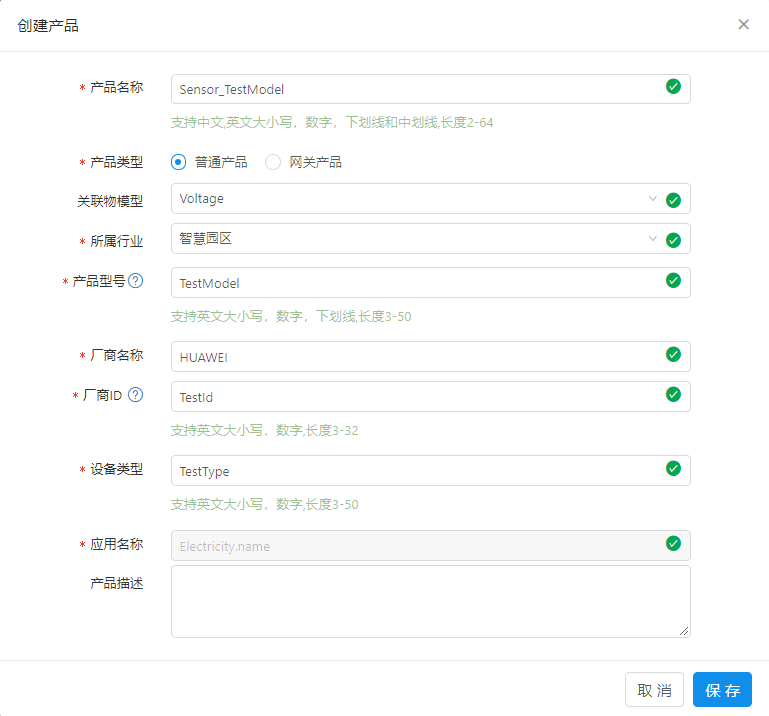 创建产品
* 产品名称 Sensor_TestModel
支持中文,英文大小写，数字，下划线和中划线,长度2-64
* 产品类型 普通产品 网关产品
关联物模型 Voltage
* 所属行业 智慧园区
* 产品型号 ? TestModel
支持英文大小写，数字，下划线,长度3-50
* 厂商名称 HUAWEI
* 厂商ID ? TestId
支持英文大小写，数字,长度3-32
* 设备类型 TestType
支持英文大小写，数字,长度3-50
* 应用名称 Electricity.name
产品描述
取 消 保 存